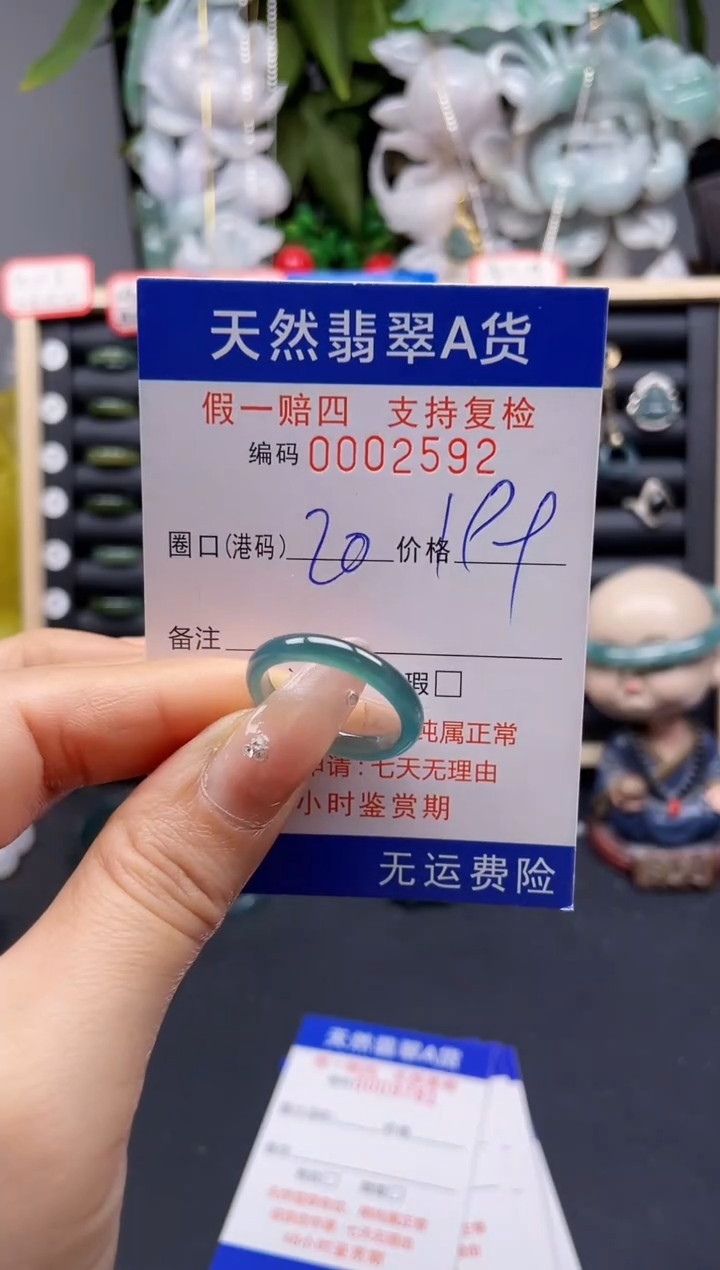 天然翡翠A货
假一赔四 支持复检
编码 0002592
圈口(港码) 20 价格
备注
瑕□
纯属正常
申请：七天无理由
小时鉴赏期
无运费险
天然翡翠A货